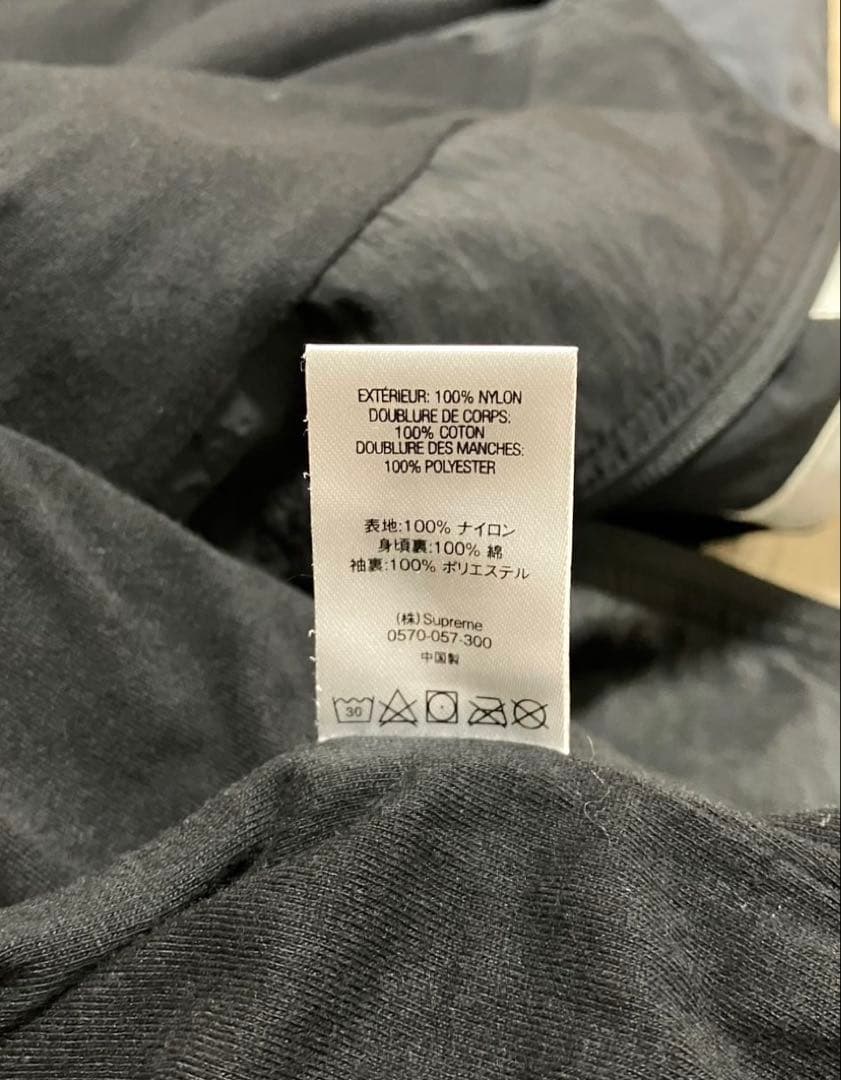 EXTÉRIEUR: 100% NYLON
DOUBLURE DE CORPS:
100% COTON
DOUBLURE DES MANCHES:
100% POLYESTER
表地:100% ナイロン
身頃裏:100% 綿
袖裏:100% ポリエステル
(株)Supreme
0570-057-300
中国製
30